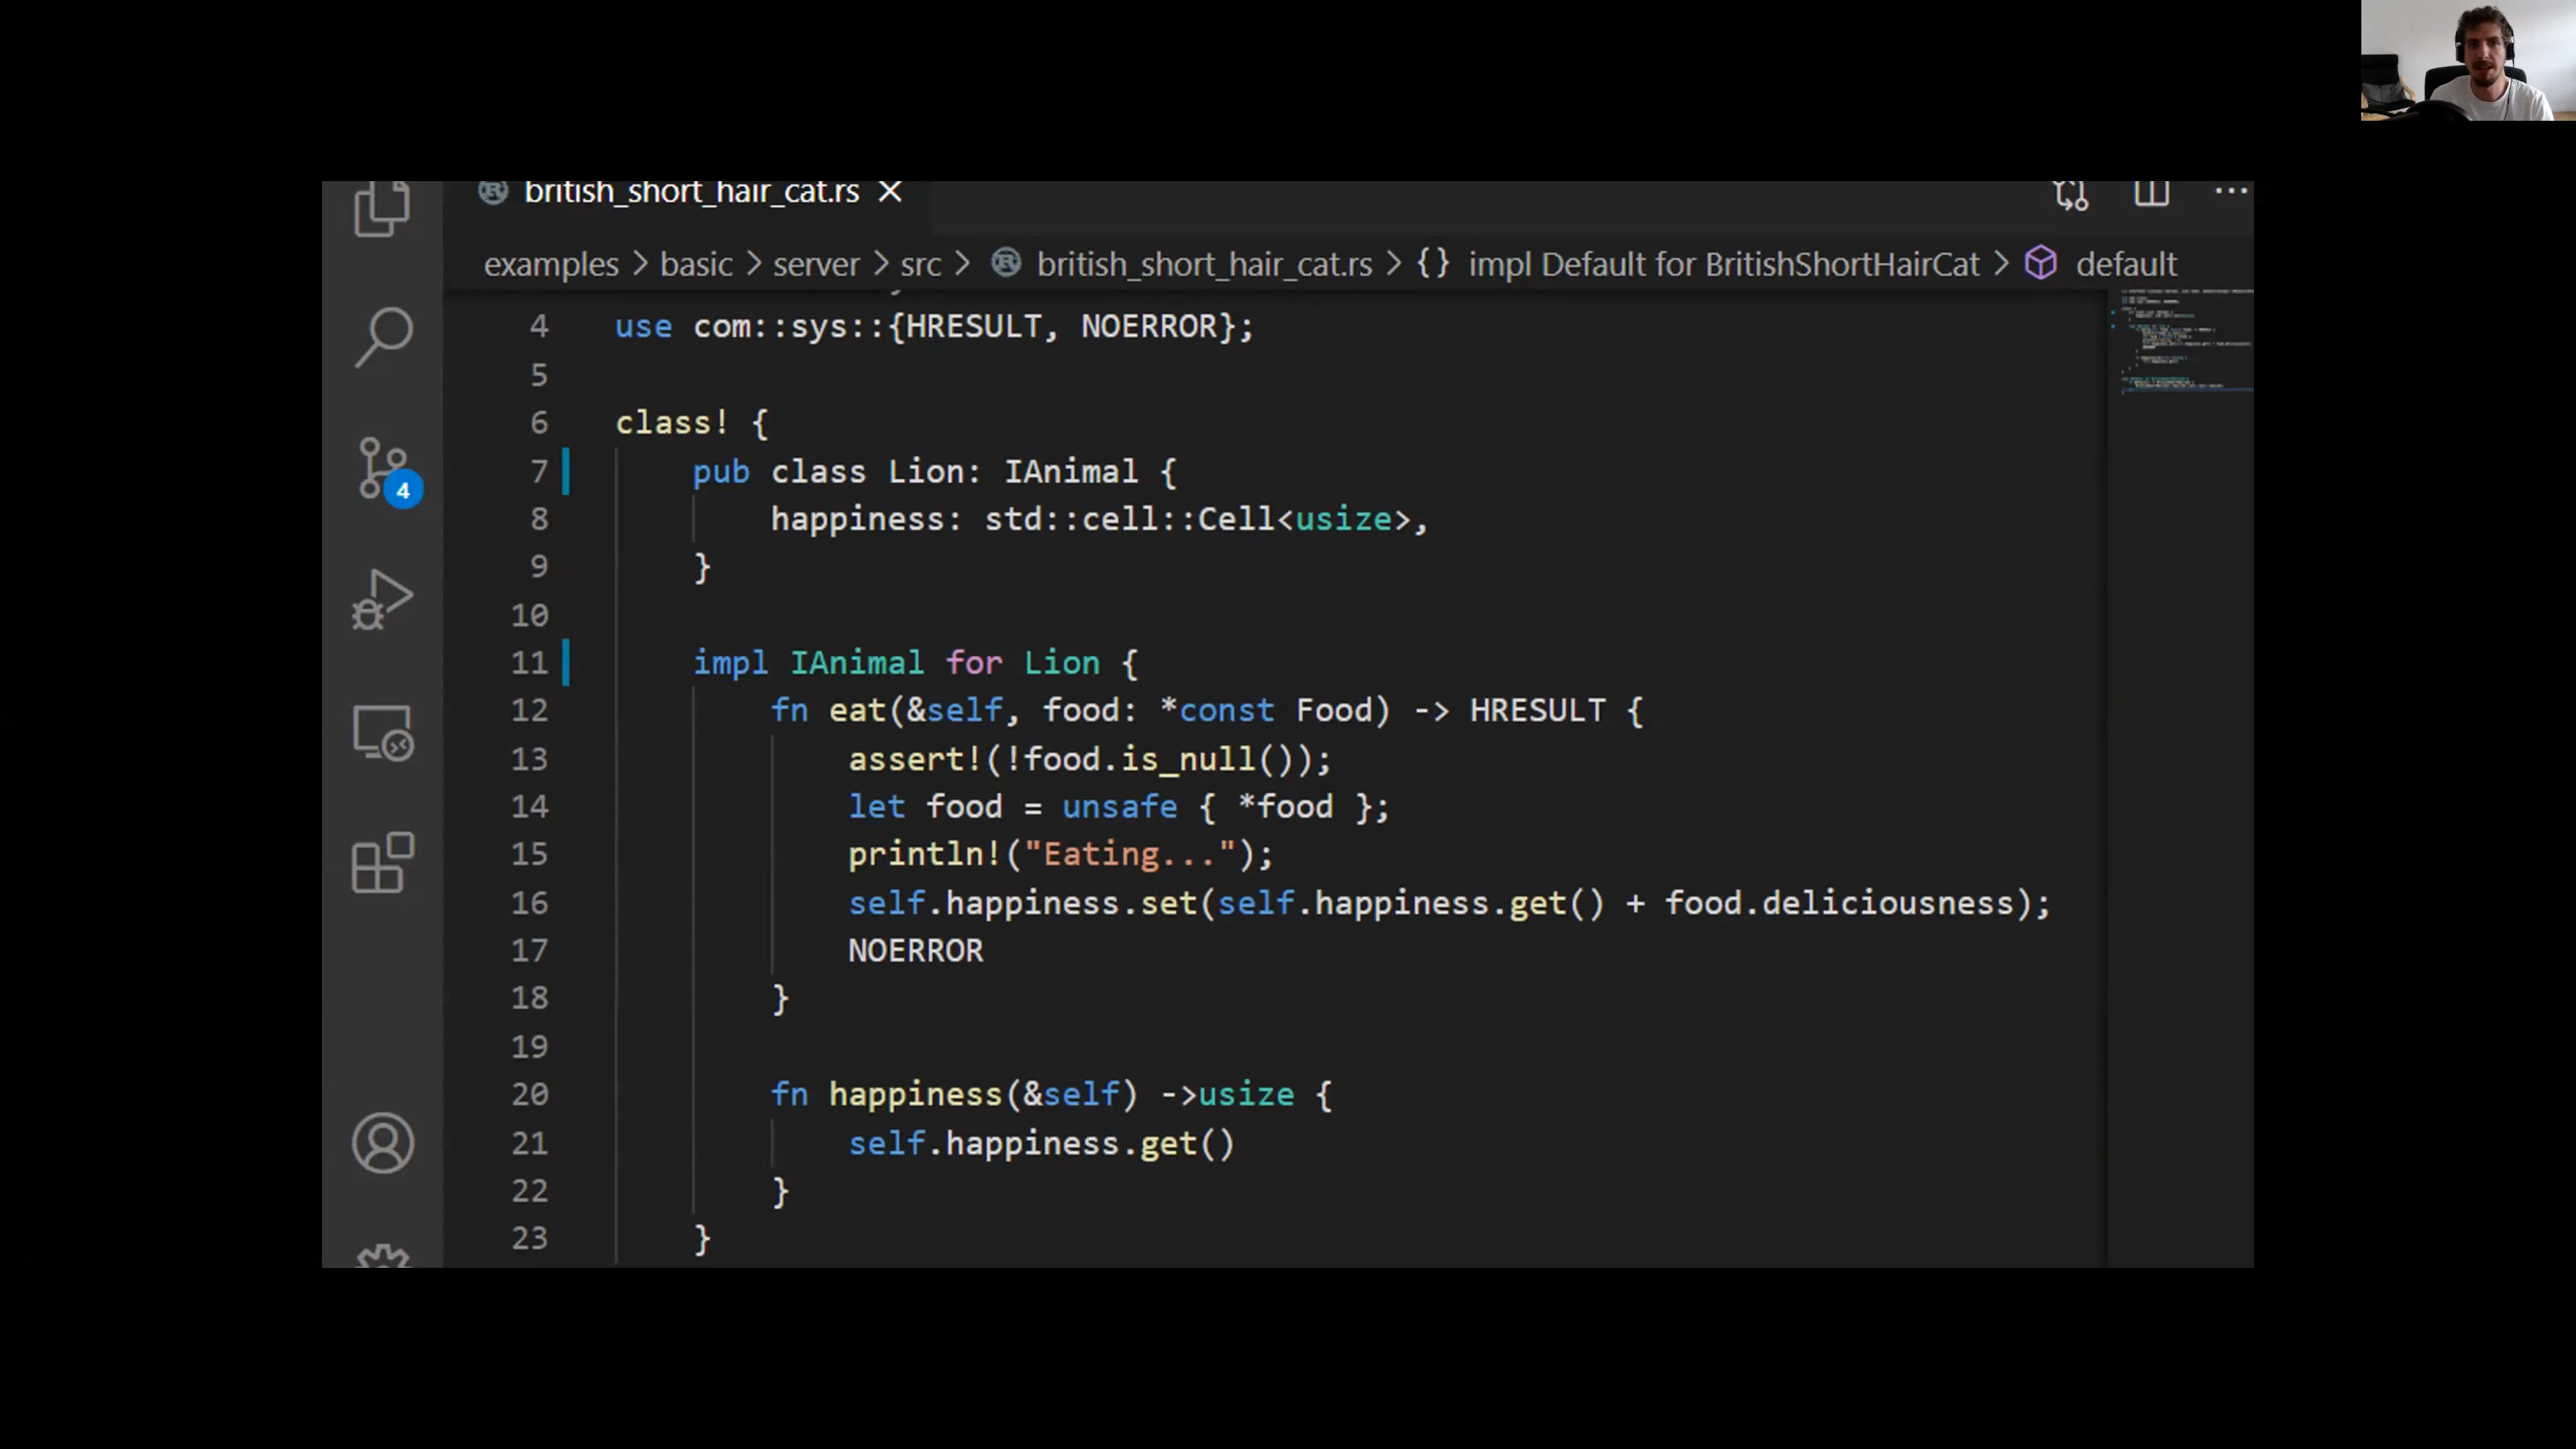 british_short_hair_cat.rs
examples > basic > server > src > british_short_hair_cat.rs > {} impl Default for BritishShortHairCat > default
4 use com::sys::{HRESULT, NOERROR};
5
6 class! {
7 pub class Lion: IAnimal {
8 happiness: std::cell::Cell<usize>,
9 }
10
11 impl IAnimal for Lion {
12 fn eat(&self, food: *const Food) -> HRESULT {
13 assert!(!food.is_null());
14 let food = unsafe { *food };
15 println!("Eating...");
16 self.happiness.set(self.happiness.get() + food.deliciousness);
17 NOERROR
18 }
19
20 fn happiness(&self) ->usize {
21 self.happiness.get()
22 }
23 }
4